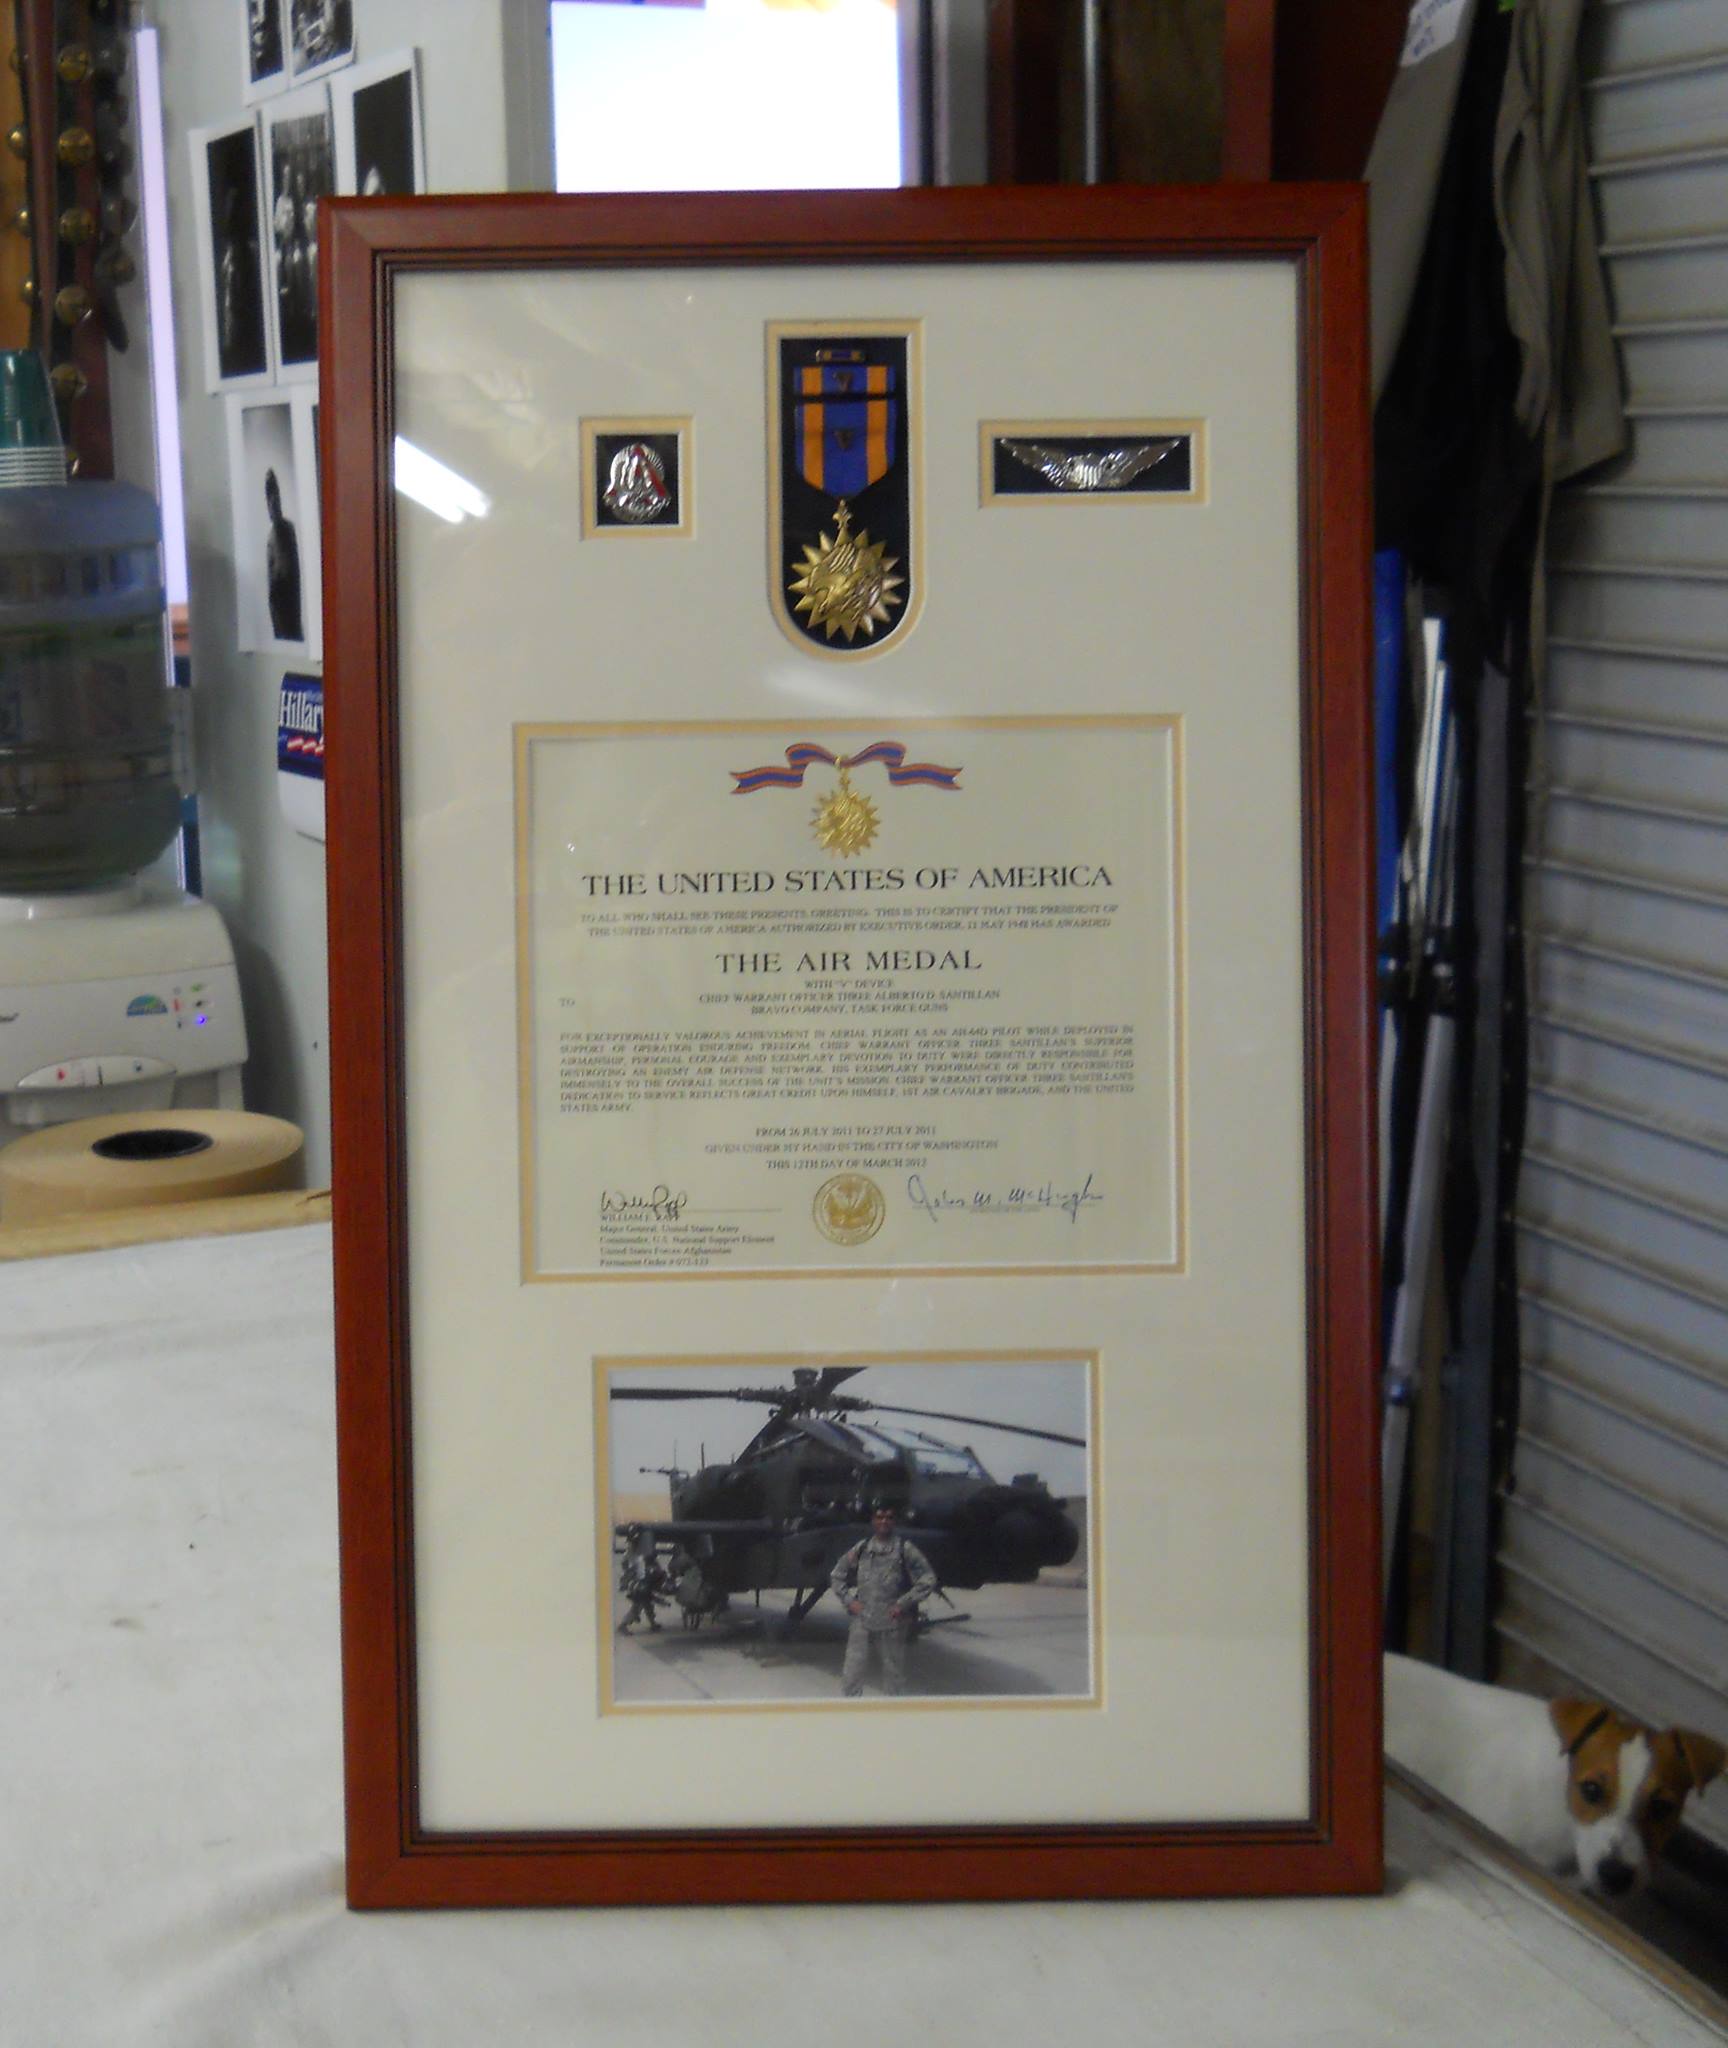 Hillary
THE UNITED STATES OF AMERICA
TO ALL WHO SHALL SEE THESE PRESENTS, GREETING: THIS IS TO CERTIFY THAT THE PRESIDENT OF
THE UNITED STATES OF AMERICA AUTHORIZED BY EXECUTIVE ORDER, 11 MAY 1942 HAS AWARDED
THE AIR MEDAL
WITH "V" DEVICE
TO CHIEF WARRANT OFFICER THREE ALBERTO D. SANTILLAN
BRAVO COMPANY, TASK FORCE GUNS
FOR EXCEPTIONALLY VALOROUS ACHIEVEMENT IN AERIAL FLIGHT AS AN AH-64D PILOT WHILE DEPLOYED IN
SUPPORT OF OPERATION ENDURING FREEDOM. CHIEF WARRANT OFFICER THREE SANTILLAN'S SUPERIOR
AIRMANSHIP, PERSONAL COURAGE AND EXEMPLARY DEVOTION TO DUTY WERE DIRECTLY RESPONSIBLE FOR
DESTROYING AN ENEMY AIR DEFENSE NETWORK. HIS EXEMPLARY PERFORMANCE OF DUTY CONTRIBUTED
IMMENSELY TO THE OVERALL SUCCESS OF THE UNIT'S MISSION. CHIEF WARRANT OFFICER THREE SANTILLAN'S
DEDICATION TO SERVICE REFLECTS GREAT CREDIT UPON HIMSELF, 1ST AIR CAVALRY BRIGADE, AND THE UNITED
STATES ARMY.
FROM 26 JULY 2011 TO 27 JULY 2011
GIVEN UNDER MY HAND IN THE CITY OF WASHINGTON
THIS 12TH DAY OF MARCH 2012
John M. McHugh
WILLIAM E. RAPP
Major General, United States Army
Commander, U.S. National Support Element
United States Forces-Afghanistan
Permanent Order # 072-133